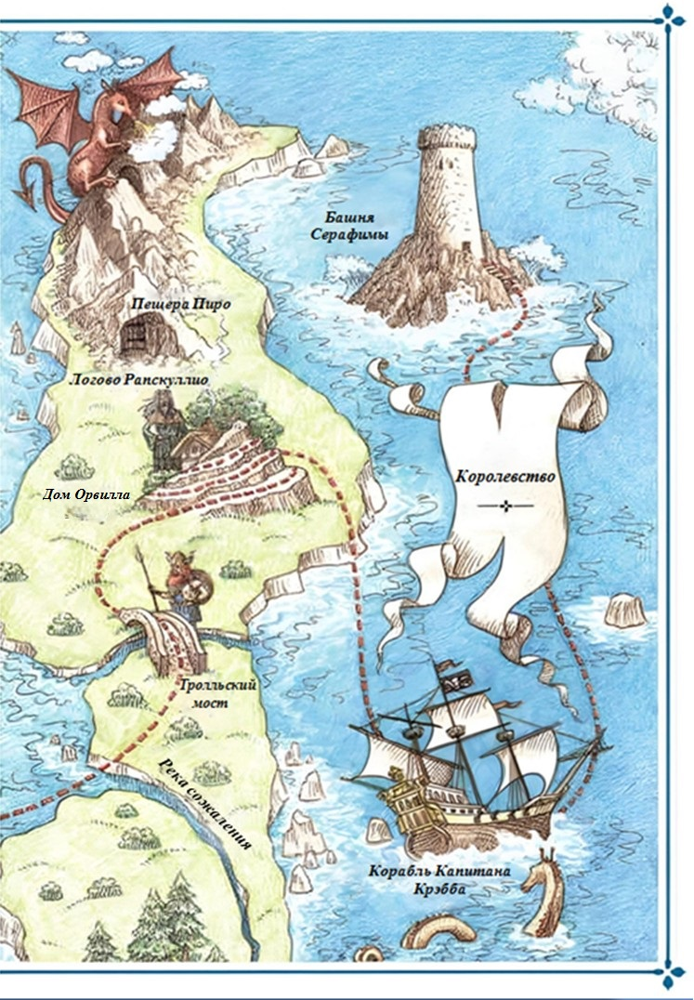 Башня
Серафимы
Пещера Пиро
Логово Рапскуллио
Королевство
Дом Орвилла
Тролльский
мост
Река сожаления
Корабль Капитана
Крэбба